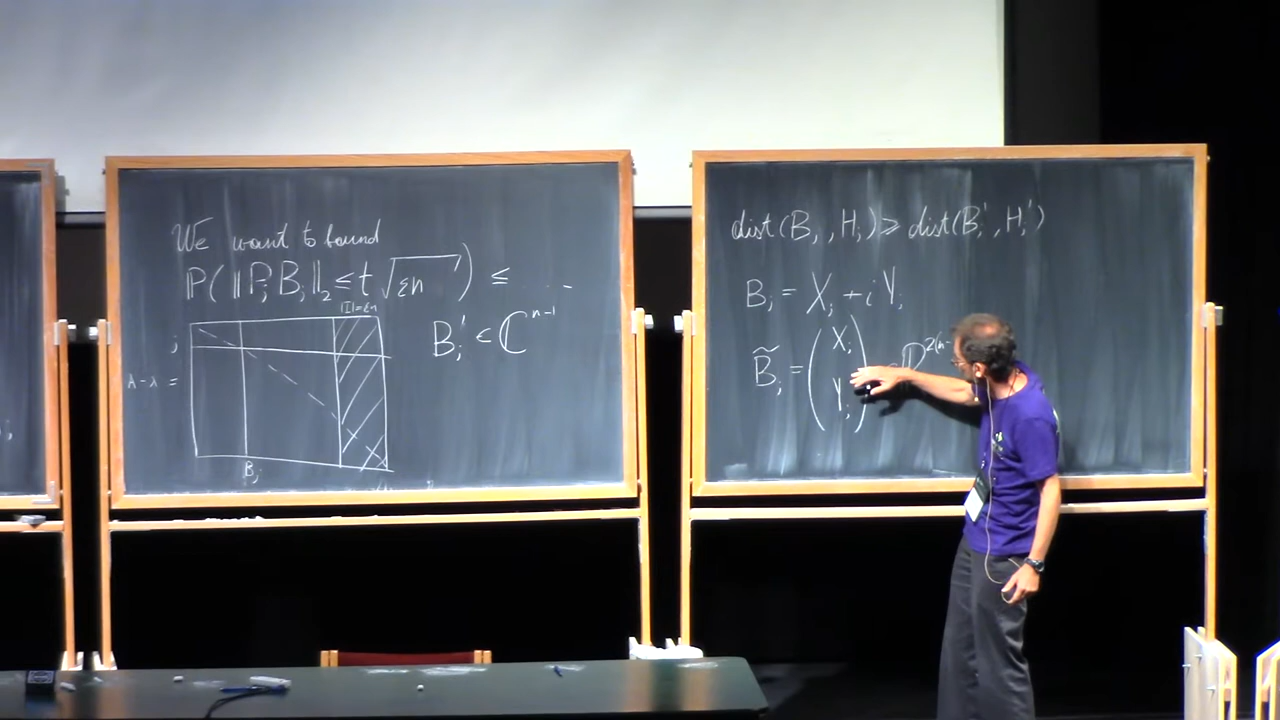 We want to bound
ℙ( ‖P_j B_j‖₂ ≤ t √εn ) ≤ ...
|I|=εn
B_j' ∈ ℂ^{n-1}
j
A-λ =
B_j
dist(B_j, H_j) ≥ dist(B_j', H_j')
B_j = X_j + i Y_j
B̃_j = ( X_j
Y_j )